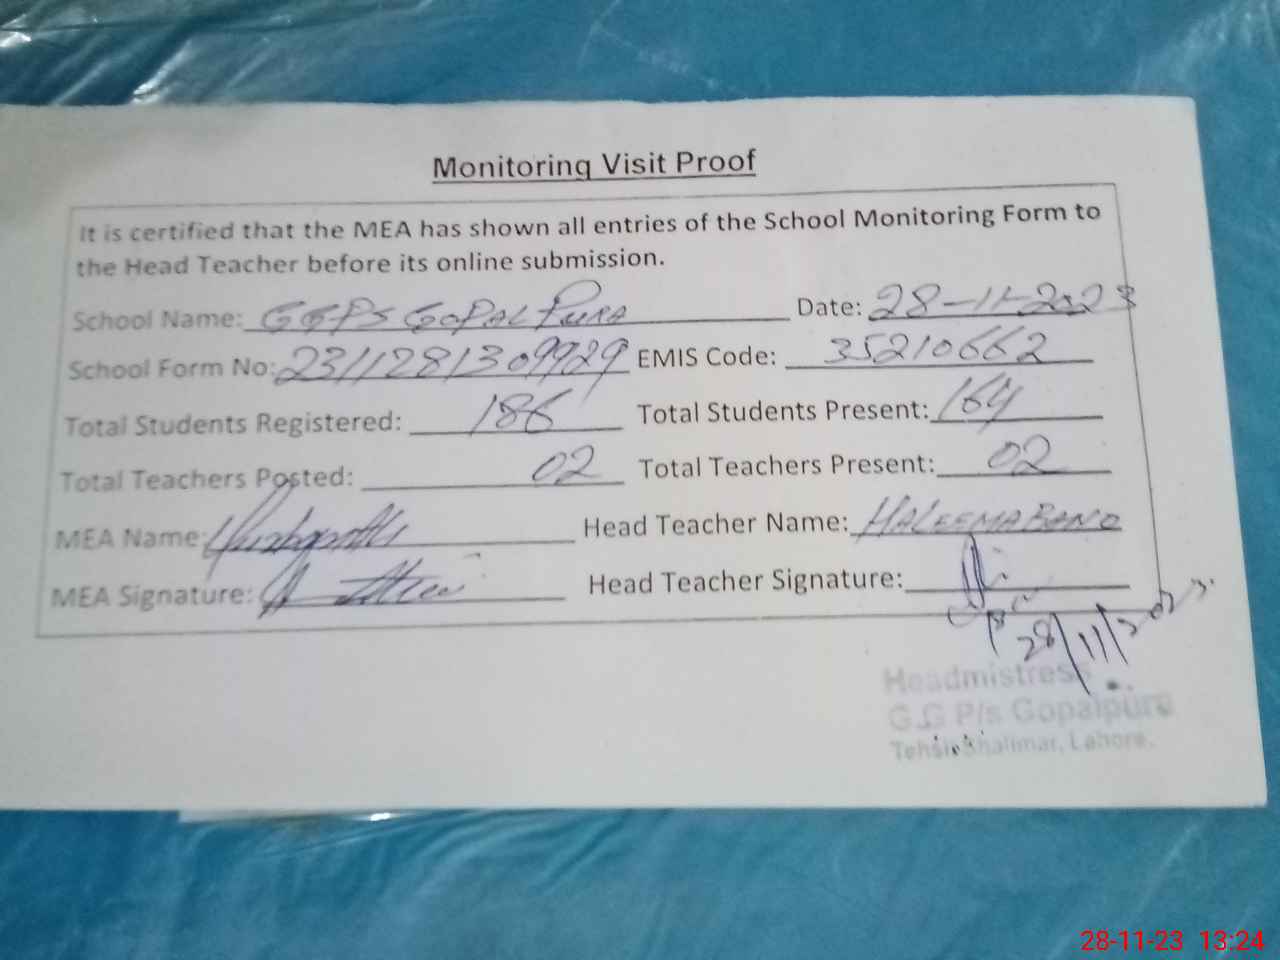 Monitoring Visit Proof
It is certified that the MEA has shown all entries of the School Monitoring Form to
the Head Teacher before its online submission.
School Name: GGPS GOPAL PURA Date: 28-11-2023
School Form No: 2311281309929 EMIS Code: 35210662
Total Students Registered: 186 Total Students Present: 164
Total Teachers Posted: 02 Total Teachers Present: 02
MEA Name: Head Teacher Name: HALEEMA BANO
MEA Signature: Head Teacher Signature:
28/11/2023
Headmistress
G.G P/s Gopalpura
Tehsil Shalimar, Lahore.
28-11-23 13:24